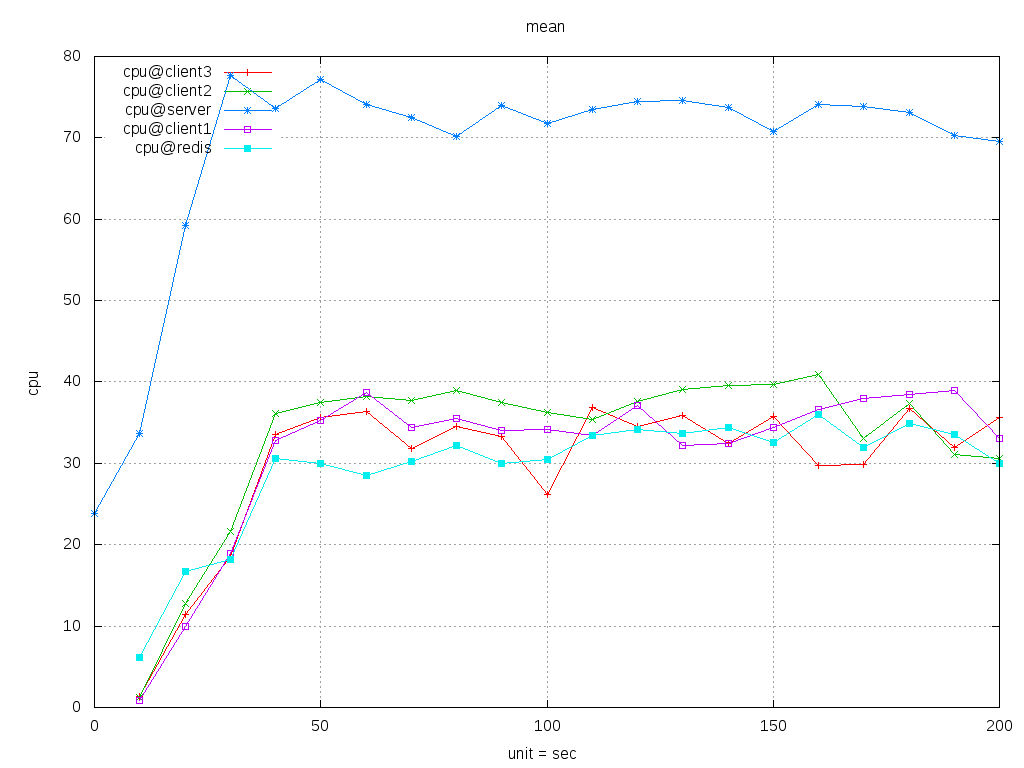 mean
80
70
60
50
40
30
20
10
0
cpu
cpu@client3
cpu@client2
cpu@server
cpu@client1
cpu@redis
0
50
100
150
200
unit = sec